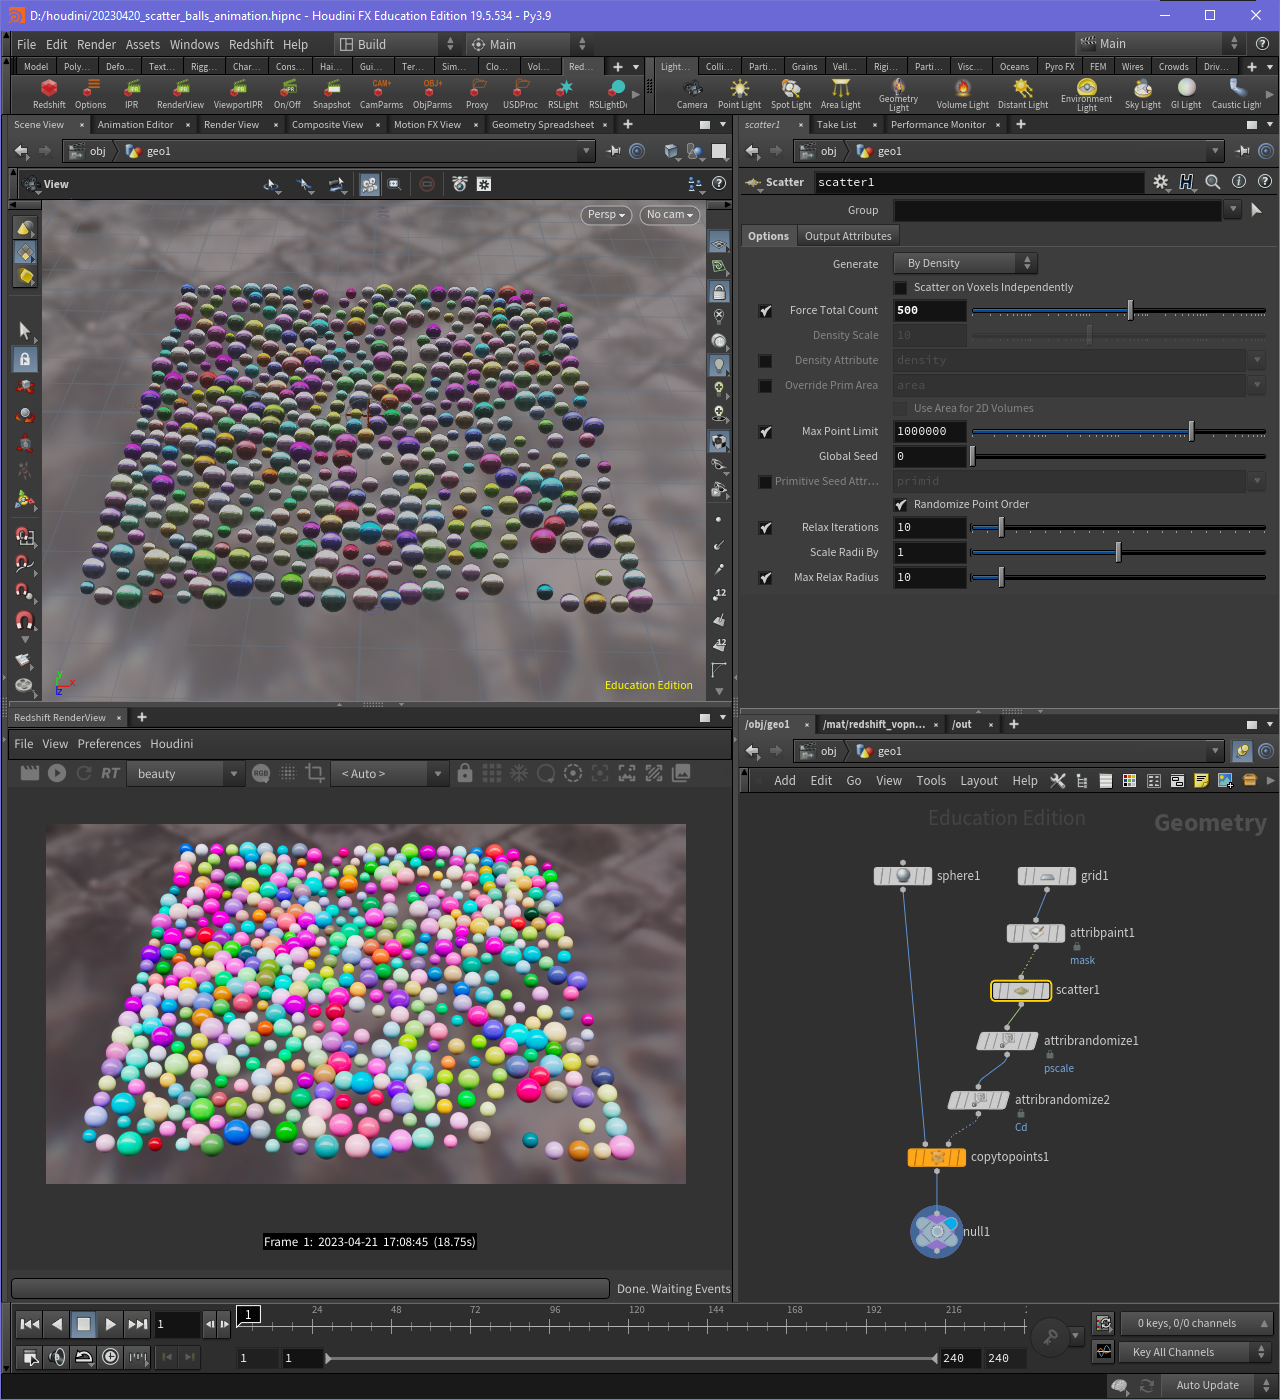 D:/houdini/20230420_scatter_balls_animation.hipnc - Houdini FX Education Edition 19.5.534 - Py3.9
File Edit Render Assets Windows Redshift Help
Build
Main
Main
Model Poly... Defo... Text... Rigg... Char... Cons... Hai... Gui... Ter... Sim... Clo... Vol... Red...
Light... Colli... Parti... Grains Vell... Rigi... Parti... Visc... Oceans Pyro FX FEM Wires Crowds Driv...
Redshift Options IPR RenderView ViewportIPR On/Off Snapshot CamParms ObjParms Proxy USDProc RSLight
Camera Point Light Spot Light Area Light Geometry Light Volume Light Distant Light Environment Light Sky Light GI Light Caustic Light
Scene View Animation Editor Render View Composite View Motion FX View Geometry Spreadsheet
obj geo1
View
Persp
No cam
Education Edition
scatter1 Take List Performance Monitor
obj geo1
Scatter scatter1
Group
Options Output Attributes
Generate By Density
Scatter on Voxels Independently
Force Total Count 500
Density Scale 10
Density Attribute density
Override Prim Area area
Use Area for 2D Volumes
Max Point Limit 1000000
Global Seed 0
Primitive Seed Attr... primid
Randomize Point Order
Relax Iterations 10
Scale Radii By 1
Max Relax Radius 10
Redshift RenderView
File View Preferences Houdini
RT beauty RGB < Auto >
Frame 1: 2023-04-21 17:08:45 (18.75s)
Done. Waiting Events
/obj/geo1 /mat/redshift_vopn... /out
obj geo1
Add Edit Go View Tools Layout Help
Education Edition
Geometry
sphere1
grid1
attribpaint1
mask
scatter1
attribrandomize1
pscale
attribrandomize2
Cd
copytopoints1
null1
1
1 24 48 72 96 120 144 168 192 216
0 keys, 0/0 channels
1 1 240 240
Key All Channels
Auto Update